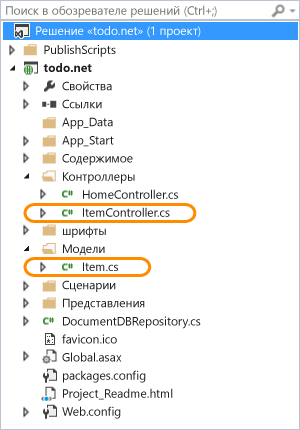 Поиск в обозревателе решений (Ctrl+;)
Решение «todo.net» (1 проект)
PublishScripts
todo.net
Свойства
Ссылки
App_Data
App_Start
Содержимое
Контроллеры
C# HomeController.cs
C# ItemController.cs
шрифты
Модели
C# Item.cs
Сценарии
Представления
C# DocumentDBRepository.cs
favicon.ico
Global.asax
packages.config
Project_Readme.html
Web.config